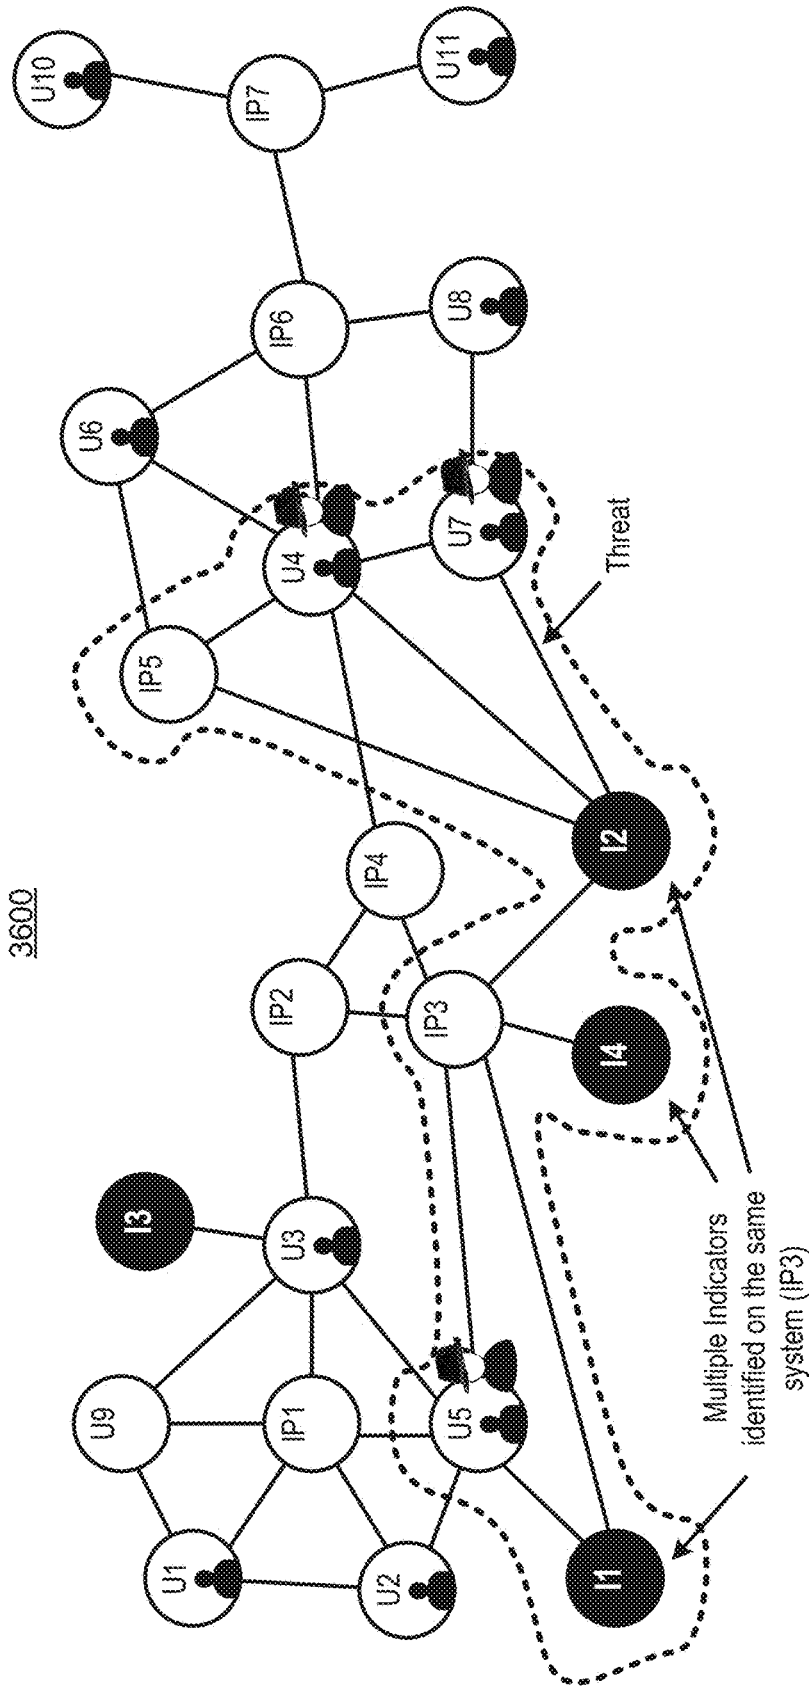 3600
U10
U11
IP7
U6
IP6
U8
U4
U7
IP5
Threat
IP4
I2
IP2
IP3
I4
I3
U3
U9
IP1
U5
U1
U2
I1
Multiple Indicators
identified on the same
system (IP3)